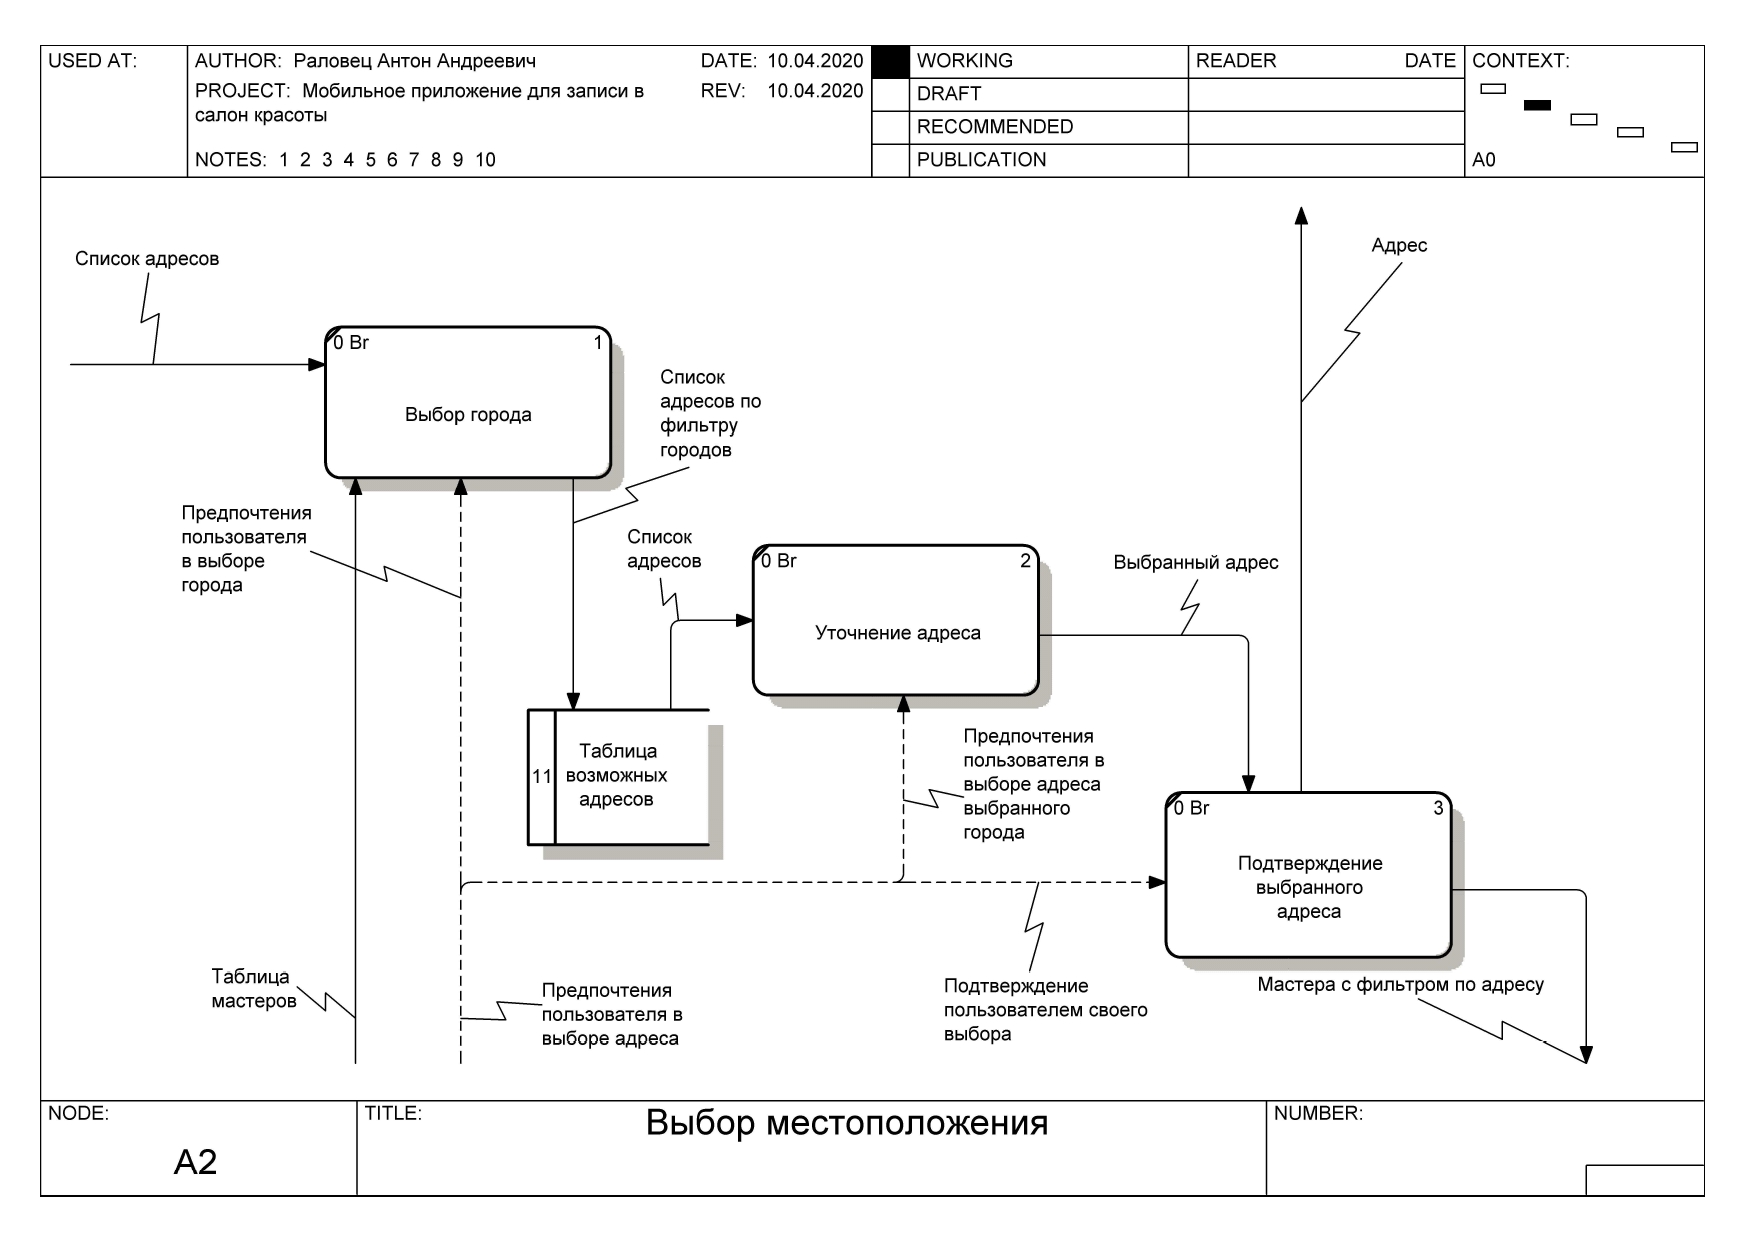 USED AT:
AUTHOR: Раловец Антон Андреевич
DATE: 10.04.2020
PROJECT: Мобильное приложение для записи в
салон красоты
REV: 10.04.2020
NOTES: 1 2 3 4 5 6 7 8 9 10
WORKING
DRAFT
RECOMMENDED
PUBLICATION
READER DATE
CONTEXT:
A0
Список адресов
Адрес
0 Br 1
Выбор города
Список
адресов по
фильтру
городов
Предпочтения
пользователя
в выборе
города
Список
адресов
0 Br 2
Уточнение адреса
Выбранный адрес
11
Таблица
возможных
адресов
Предпочтения
пользователя в
выборе адреса
выбранного
города
0 Br 3
Подтверждение
выбранного
адреса
Таблица
мастеров
Предпочтения
пользователя в
выборе адреса
Подтверждение
пользователем своего
выбора
Мастера с фильтром по адресу
NODE:
A2
TITLE:
Выбор местоположения
NUMBER: